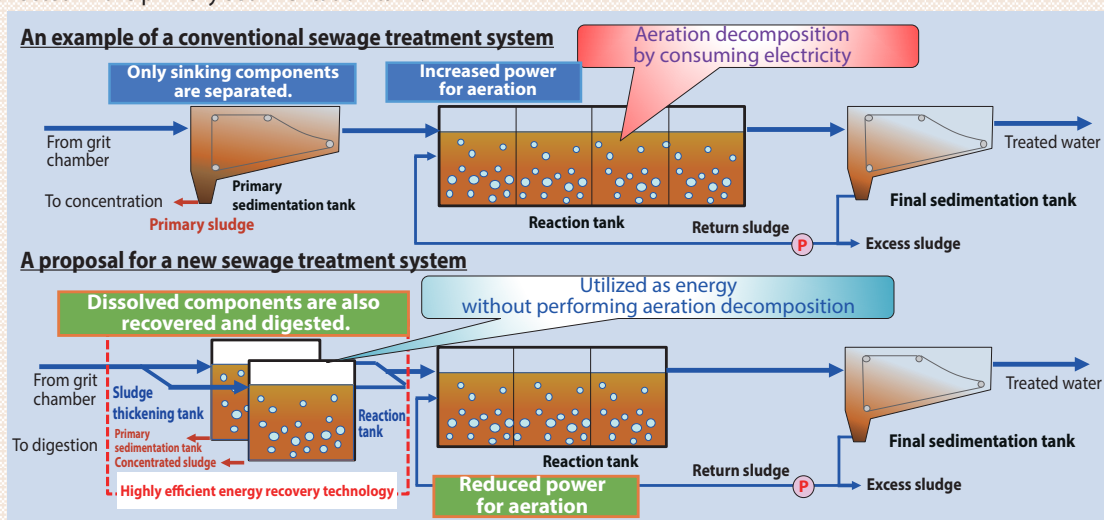 An example of a conventional sewage treatment system
Aeration decomposition
by consuming electricity
Only sinking components
are separated.
Increased power
for aeration
From grit
chamber
Treated water
To concentration
Primary
sedimentation tank
Primary sludge
Reaction tank
Return sludge
P
Final sedimentation tank
Excess sludge
A proposal for a new sewage treatment system
Utilized as energy
without performing aeration decomposition
Dissolved components are also
recovered and digested.
From grit
chamber
Sludge
thickening tank
Reaction
tank
Treated water
To digestion
Primary
sedimentation tank
Concentrated sludge
Highly efficient energy recovery technology
Reaction tank
Reduced power
for aeration
Return sludge
P
Final sedimentation tank
Excess sludge